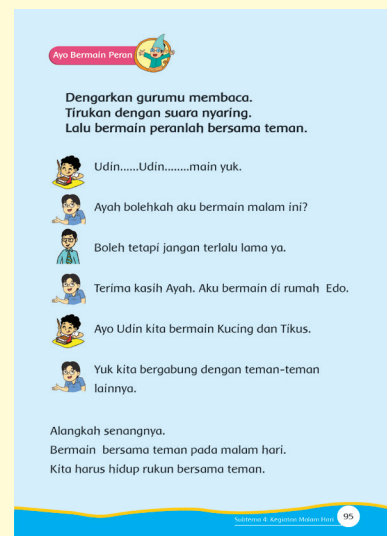 Ayo Bermain Peran
Dengarkan gurumu membaca.
Tirukan dengan suara nyaring.
Lalu bermain peranlah bersama teman.
Udin......Udin........main yuk.
Ayah bolehkah aku bermain malam ini?
Boleh tetapi jangan terlalu lama ya.
Terima kasih Ayah. Aku bermain di rumah Edo.
Ayo Udin kita bermain Kucing dan Tikus.
Yuk kita bergabung dengan teman-teman
lainnya.
Alangkah senangnya.
Bermain bersama teman pada malam hari.
Kita harus hidup rukun bersama teman.
Subtema 4: Kegiatan Malam Hari 95